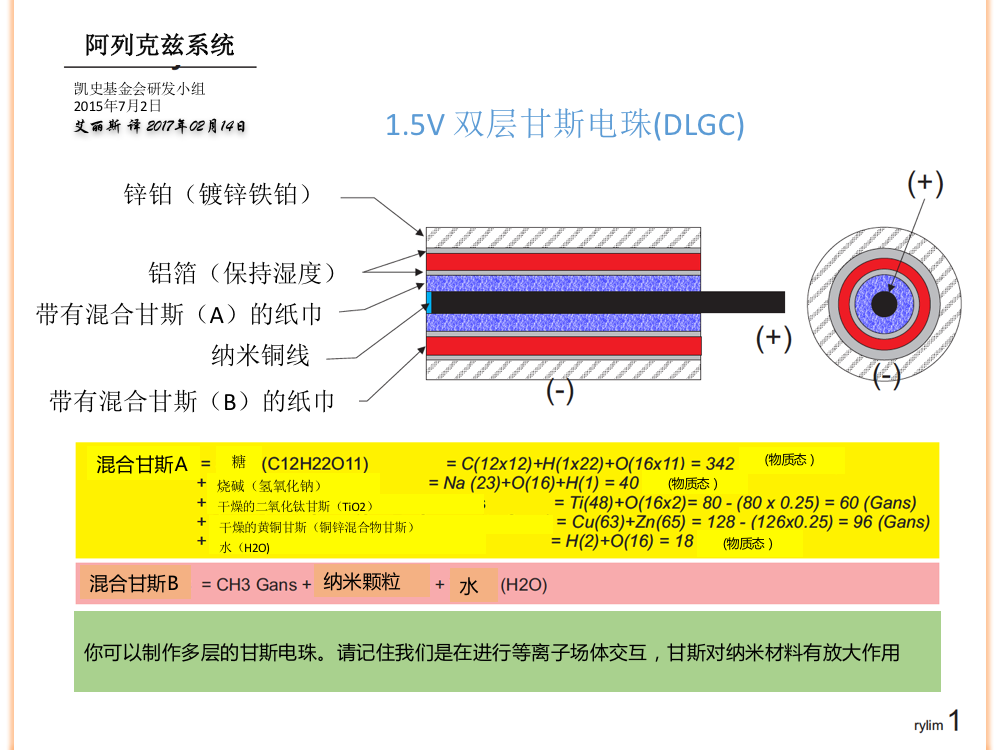 阿列克兹系统
凯史基金会研发小组
2015年7月2日
艾丽斯 译 2017年02月14日
1.5V 双层甘斯电珠(DLGC)
锌铂（镀锌铁铂）
铝箔（保持湿度）
带有混合甘斯（A）的纸巾
纳米铜线
带有混合甘斯（B）的纸巾
(+)
(+)
(-)
(-)
混合甘斯A = 糖 (C12H22O11) = C(12x12)+H(1x22)+O(16x11) = 342 (物质态）
+ 烧碱（氢氧化钠） = Na (23)+O(16)+H(1) = 40 (物质态）
+ 干燥的二氧化钛甘斯（TiO2） = Ti(48)+O(16x2)= 80 - (80 x 0.25) = 60 (Gans)
+ 干燥的黄铜甘斯（铜锌混合物甘斯） = Cu(63)+Zn(65) = 128 - (126x0.25) = 96 (Gans)
+ 水（H2O) = H(2)+O(16) = 18 (物质态）
混合甘斯B = CH3 Gans + 纳米颗粒 + 水 (H2O)
你可以制作多层的甘斯电珠。请记住我们是在进行等离子场体交互，甘斯对纳米材料有放大作用
rylim 1